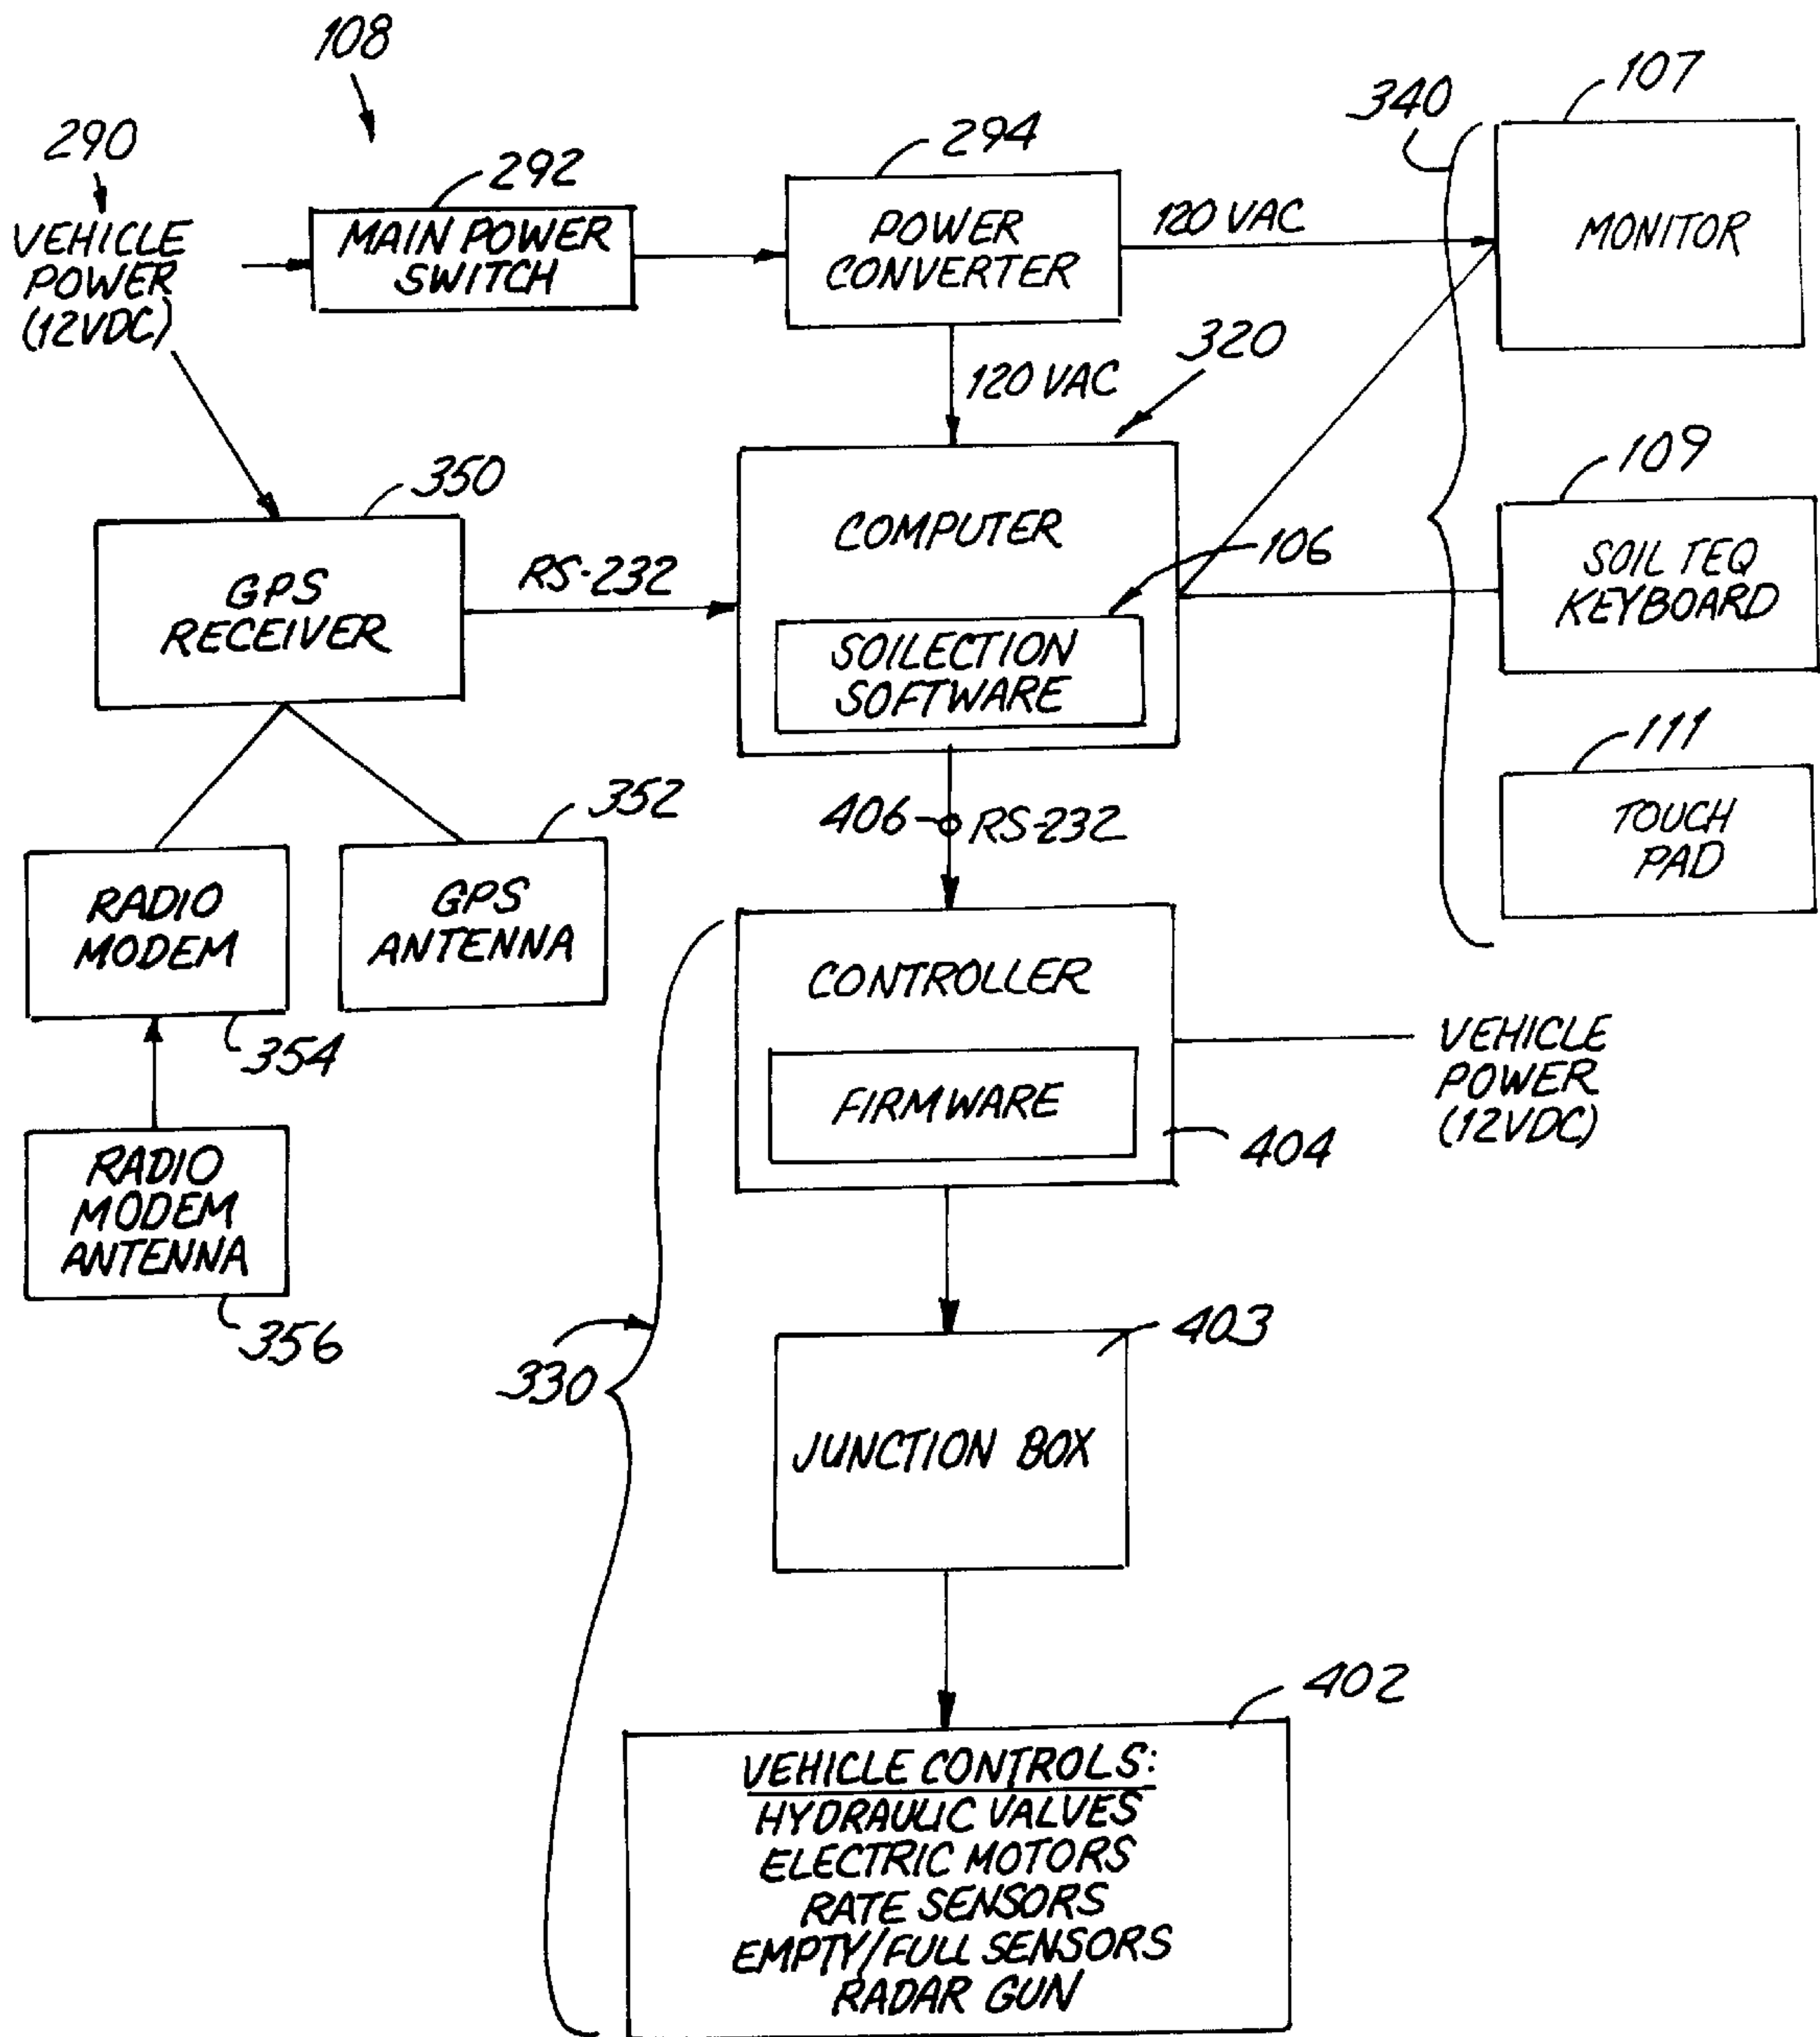 108
290
VEHICLE
POWER
(12VDC)
292
MAIN POWER
SWITCH
294
POWER
CONVERTER
120 VAC
340
107
MONITOR
120 VAC
320
350
GPS
RECEIVER
RS-232
COMPUTER
106
SOILECTION
SOFTWARE
109
SOIL TEQ
KEYBOARD
111
TOUCH
PAD
352
GPS
ANTENNA
RADIO
MODEM
354
RADIO
MODEM
ANTENNA
356
406
RS-232
CONTROLLER
FIRMWARE
404
VEHICLE
POWER
(12VDC)
330
403
JUNCTION BOX
402
VEHICLE CONTROLS:
HYDRAULIC VALVES
ELECTRIC MOTORS
RATE SENSORS
EMPTY/FULL SENSORS
RADAR GUN